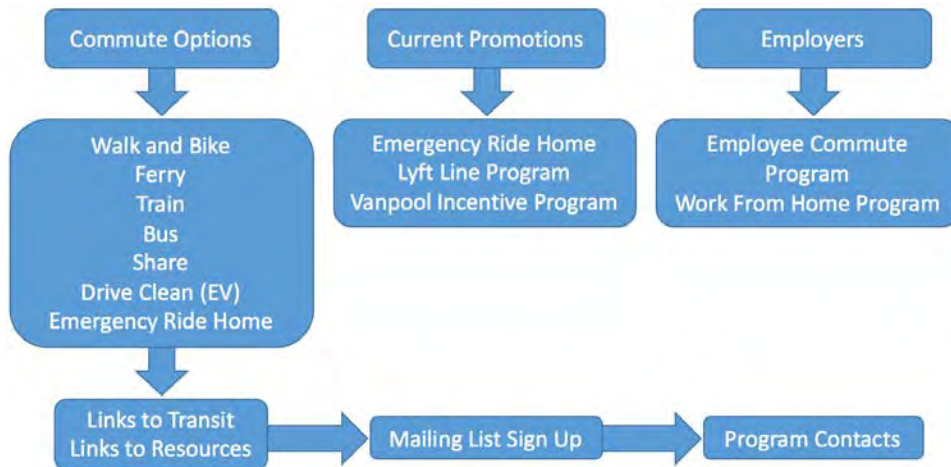 Commute Options
Current Promotions
Employers
Walk and Bike
Ferry
Train
Bus
Share
Drive Clean (EV)
Emergency Ride Home
Emergency Ride Home
Lyft Line Program
Vanpool Incentive Program
Employee Commute
Program
Work From Home Program
Links to Transit
Links to Resources
Mailing List Sign Up
Program Contacts